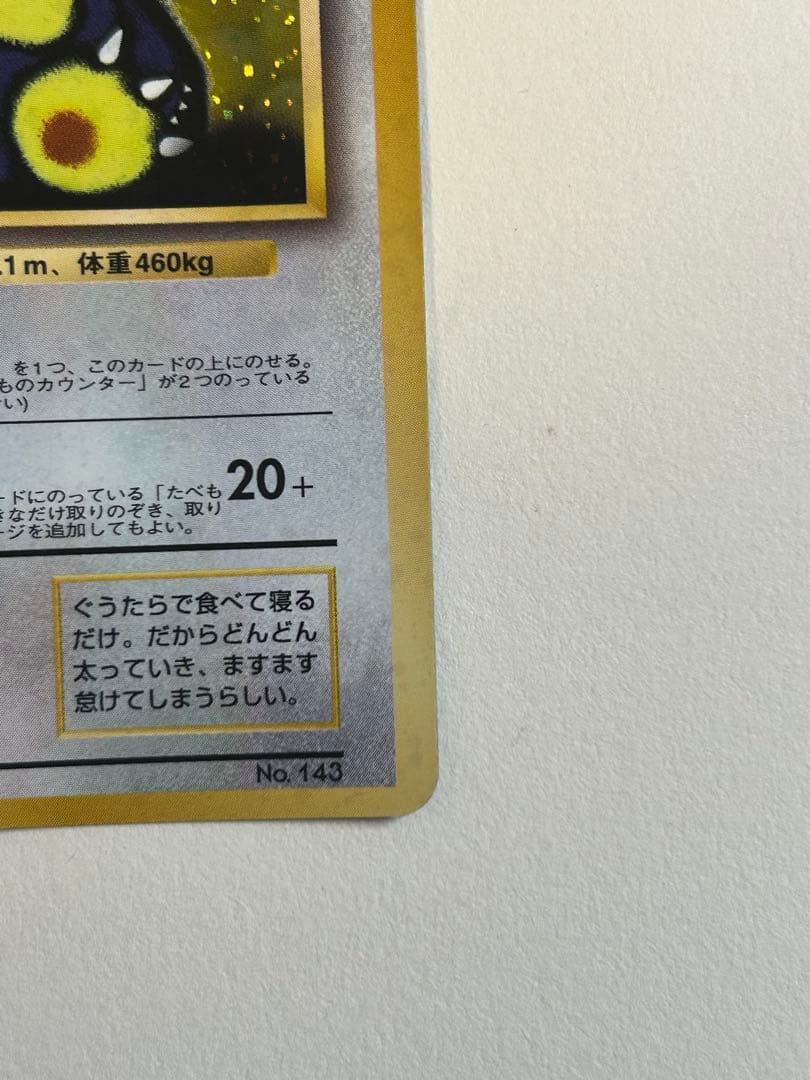 .1m、体重460kg
を1つ、このカードの上にのせる。
ものカウンター」が2つのっている
い)
ードにのっている「たべも
きなだけ取りのぞき、取り
ージを追加してもよい。
20+
ぐうたらで食べて寝る
だけ。だからどんどん
太っていき、ますます
怠けてしまうらしい。
No. 143